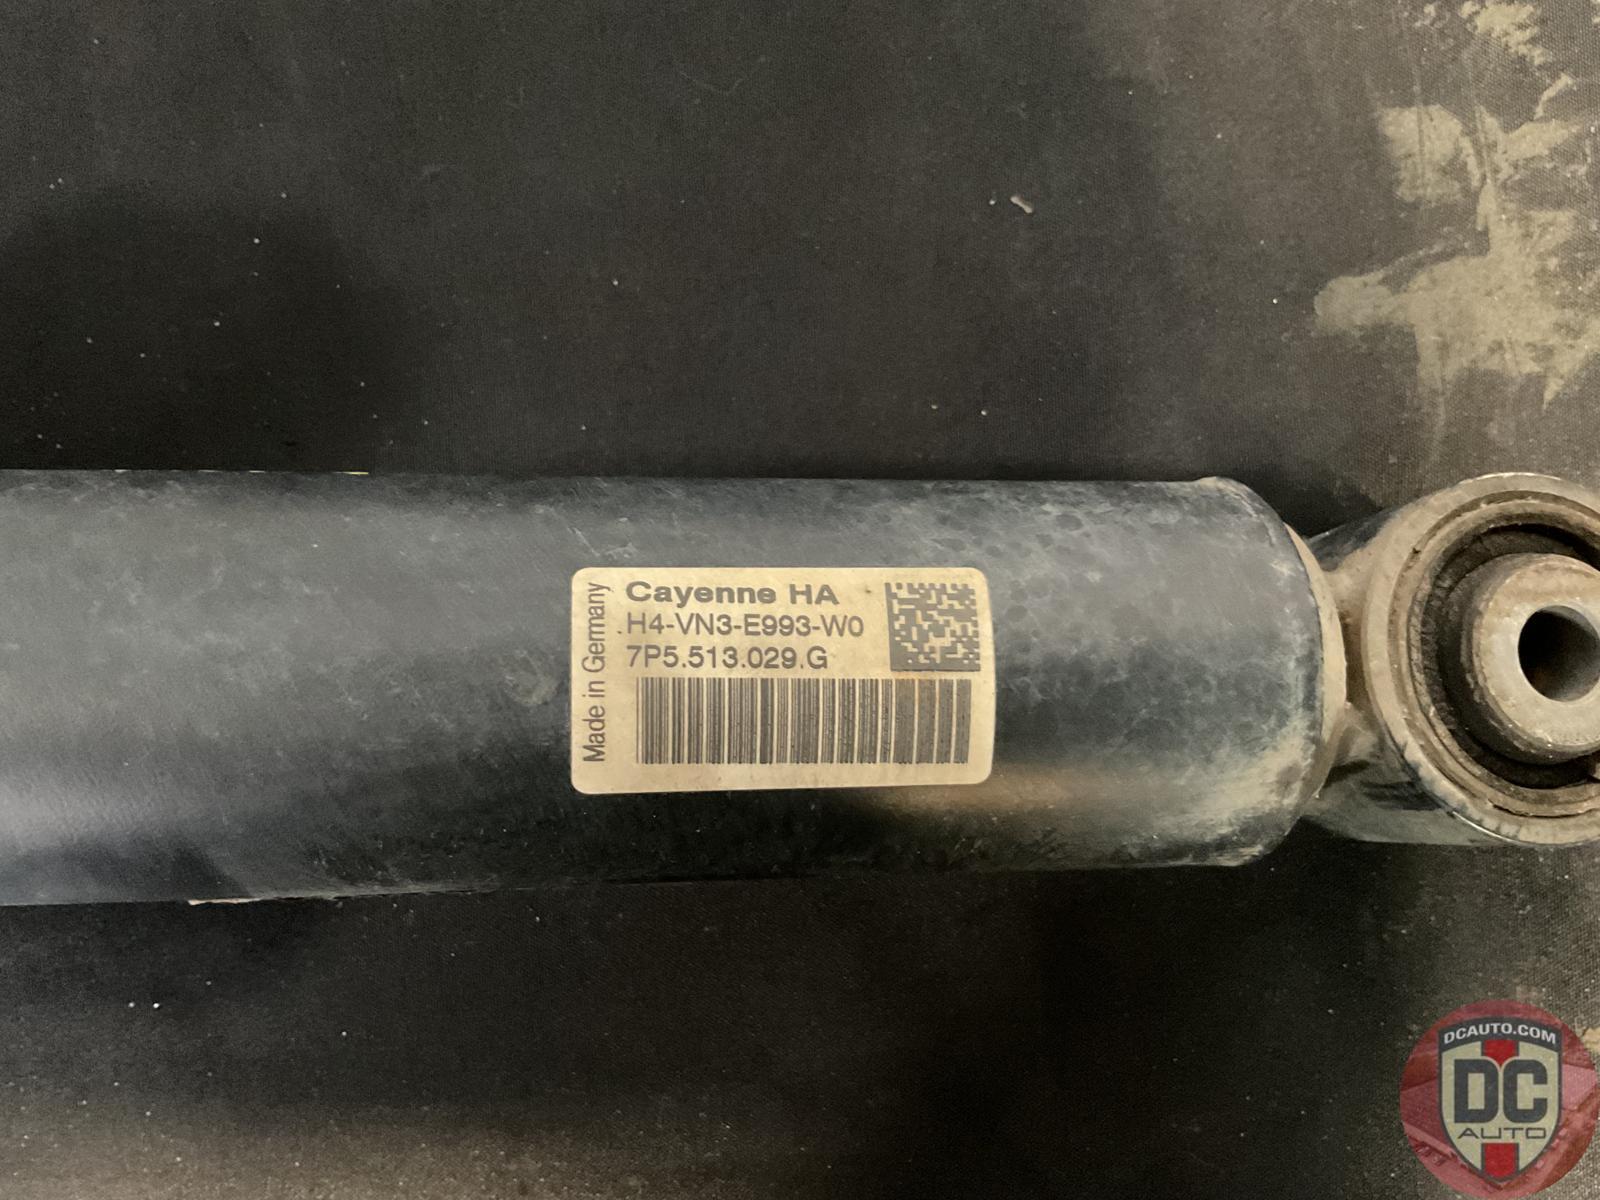 Made in Germany
Cayenne HA
H4-VN3-E993-W0
7P5.513.029.G
DCAUTO.COM
DC
AUTO